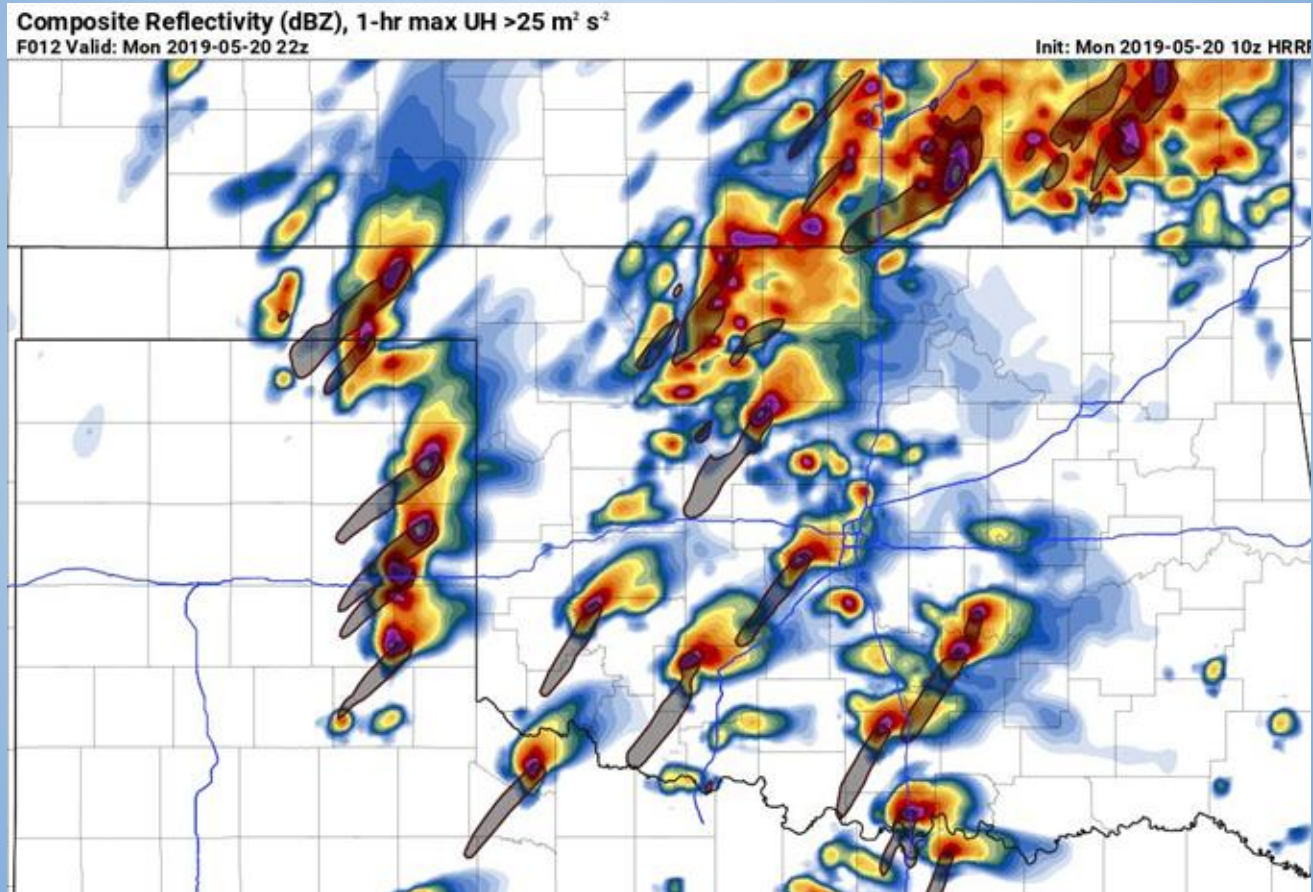 Composite Reflectivity (dBZ), 1-hr max UH >25 m² s⁻²
F012 Valid: Mon 2019-05-20 22z
Init: Mon 2019-05-20 10z HRRR